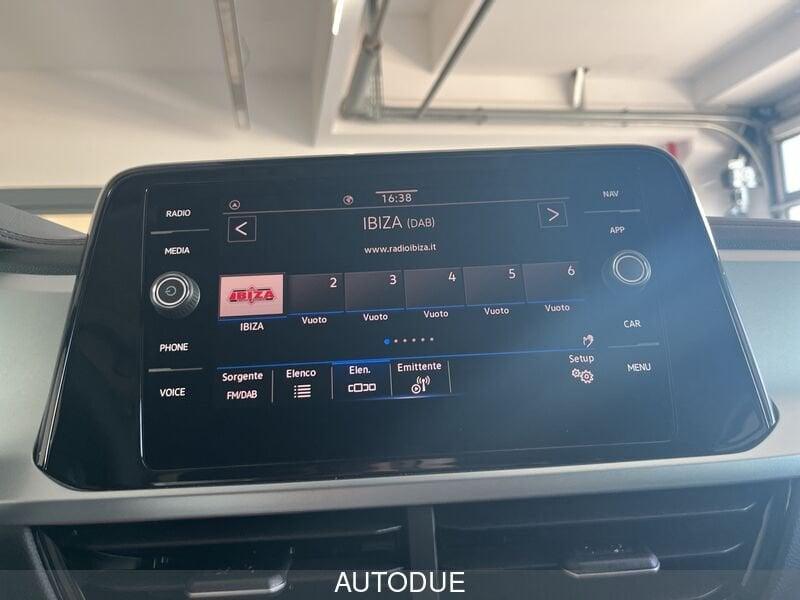 16:38
RADIO
MEDIA
PHONE
VOICE
< IBIZA (DAB) >
www.radioibiza.it
IBIZA 2 3 4 5 6
IBIZA Vuoto Vuoto Vuoto Vuoto Vuoto
Sorgente Elenco Elen. Emittente Setup
FM/DAB
NAV
APP
CAR
MENU
AUTODUE